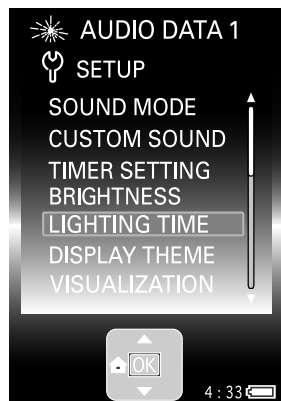 AUDIO DATA 1
SETUP
SOUND MODE
CUSTOM SOUND
TIMER SETTING
BRIGHTNESS
LIGHTING TIME
DISPLAY THEME
VISUALIZATION
OK
4:33